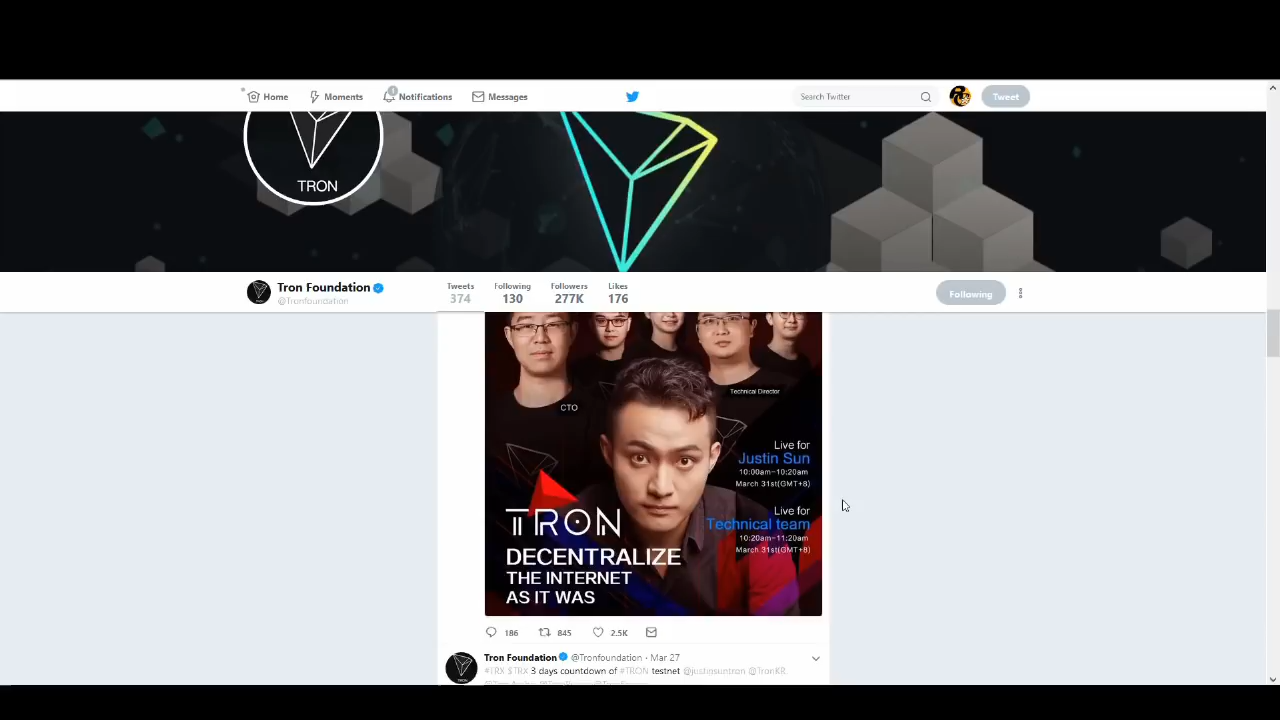 Home Moments Notifications Messages Search Twitter Tweet
1
TRON
Tron Foundation
@Tronfoundation
Tweets Following Followers Likes
374 130 277K 176
Following
Technical Director
CTO
Live for
Justin Sun
10:00am-10:20am
March 31st(GMT+8)
Live for
Technical team
10:20am-11:20am
March 31st(GMT+8)
TRON
DECENTRALIZE
THE INTERNET
AS IT WAS
186 845 2.5K
Tron Foundation @Tronfoundation · Mar 27
#TRX $TRX 3 days countdown of #TRON testnet @justinsuntron @TronKR